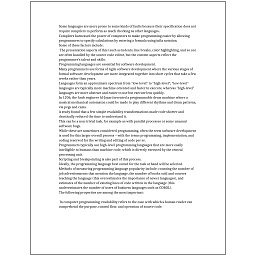 Some languages are more prone to some kinds of faults because their specification does not
require compilers to perform as much checking as other languages.
Compilers harnessed the power of computers to make programming easier by allowing
programmers to specify calculations by entering a formula using infix notation.
Some of these factors include:
The presentation aspects of this (such as indents, line breaks, color highlighting, and so on)
are often handled by the source code editor, but the content aspects reflect the
programmer's talent and skills.
Programming languages are essential for software development.
Many programmers use forms of Agile software development where the various stages of
formal software development are more integrated together into short cycles that take a few
weeks rather than years.
Languages form an approximate spectrum from "low-level" to "high-level"; "low-level"
languages are typically more machine-oriented and faster to execute, whereas "high-level"
languages are more abstract and easier to use but execute less quickly.
In 1206, the Arab engineer Al-Jazari invented a programmable drum machine where a
musical mechanical automaton could be made to play different rhythms and drum patterns,
via pegs and cams.
A study found that a few simple readability transformations made code shorter and
drastically reduced the time to understand it.
This can be a non-trivial task, for example as with parallel processes or some unusual
software bugs.
While these are sometimes considered programming, often the term software development
is used for this larger overall process – with the terms programming, implementation, and
coding reserved for the writing and editing of code per se.
Programmers typically use high-level programming languages that are more easily
intelligible to humans than machine code, which is directly executed by the central
processing unit.
Scripting and breakpointing is also part of this process.
Ideally, the programming language best suited for the task at hand will be selected.
Methods of measuring programming language popularity include: counting the number of
job advertisements that mention the language, the number of books sold and courses
teaching the language (this overestimates the importance of newer languages), and
estimates of the number of existing lines of code written in the language (this
underestimates the number of users of business languages such as COBOL).
The following properties are among the most important:
In computer programming, readability refers to the ease with which a human reader can
comprehend the purpose, control flow, and operation of source code.